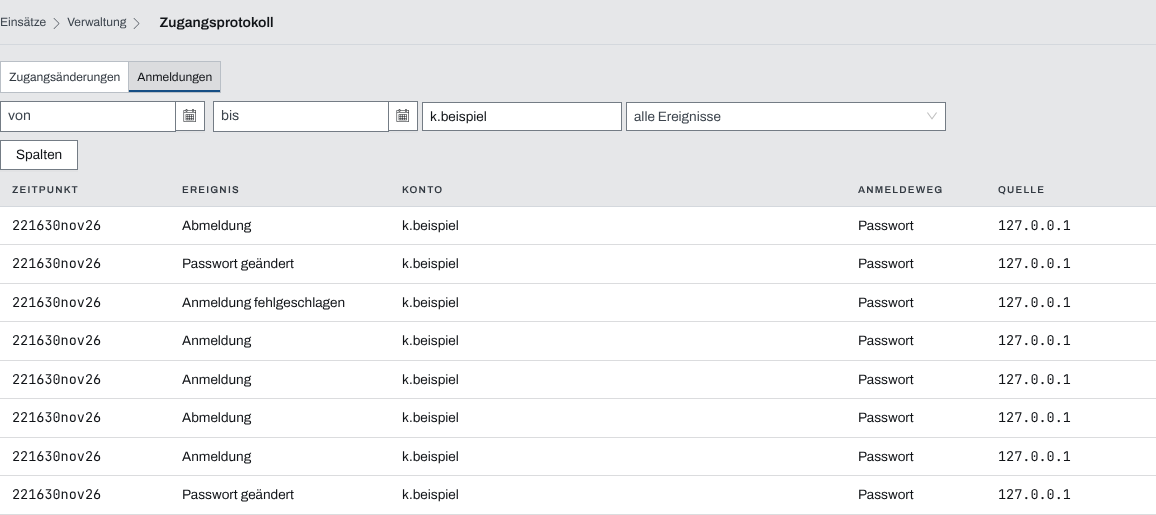 Einsätze Verwaltung Zugangsprotokoll
Zugangsänderungen Anmeldungen
von bis k.beispiel alle Ereignisse
Spalten
ZEITPUNKT EREIGNIS KONTO ANMELDEWEG QUELLE
221630nov26 Abmeldung k.beispiel Passwort 127.0.0.1
221630nov26 Passwort geändert k.beispiel Passwort 127.0.0.1
221630nov26 Anmeldung fehlgeschlagen k.beispiel Passwort 127.0.0.1
221630nov26 Anmeldung k.beispiel Passwort 127.0.0.1
221630nov26 Anmeldung k.beispiel Passwort 127.0.0.1
221630nov26 Abmeldung k.beispiel Passwort 127.0.0.1
221630nov26 Anmeldung k.beispiel Passwort 127.0.0.1
221630nov26 Passwort geändert k.beispiel Passwort 127.0.0.1